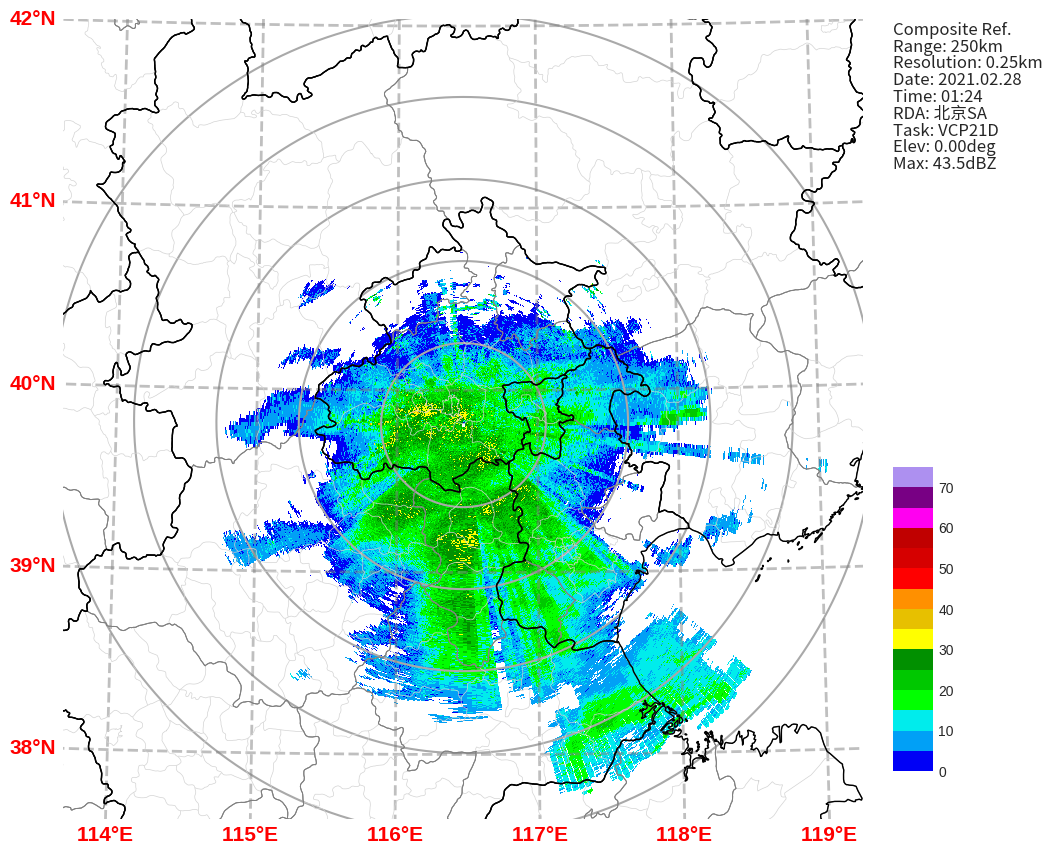 42°N
41°N
40°N
39°N
38°N
114°E
115°E
116°E
117°E
118°E
119°E
Composite Ref.
Range: 250km
Resolution: 0.25km
Date: 2021.02.28
Time: 01:24
RDA: 北京SA
Task: VCP21D
Elev: 0.00deg
Max: 43.5dBZ
70
60
50
40
30
20
10
0